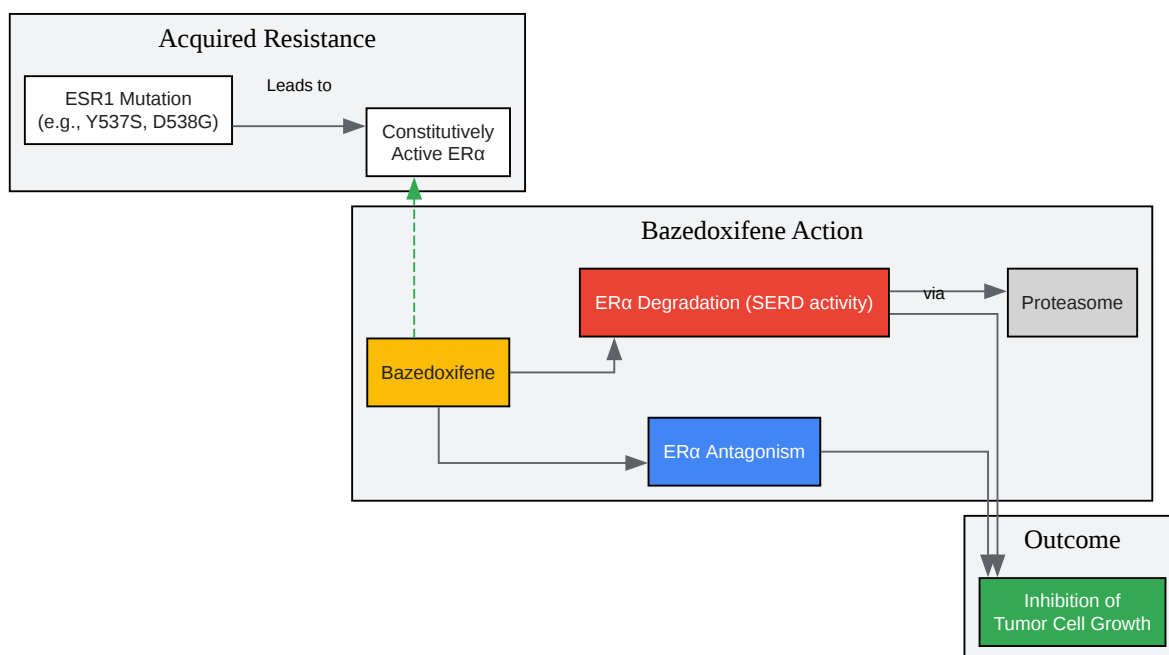 Acquired Resistance
ESR1 Mutation
(e.g., Y537S, D538G)
Leads to
Constitutively
Active ERα
Bazedoxifene Action
ERα Degradation (SERD activity)
via
Proteasome
Bazedoxifene
ERα Antagonism
Outcome
Inhibition of
Tumor Cell Growth